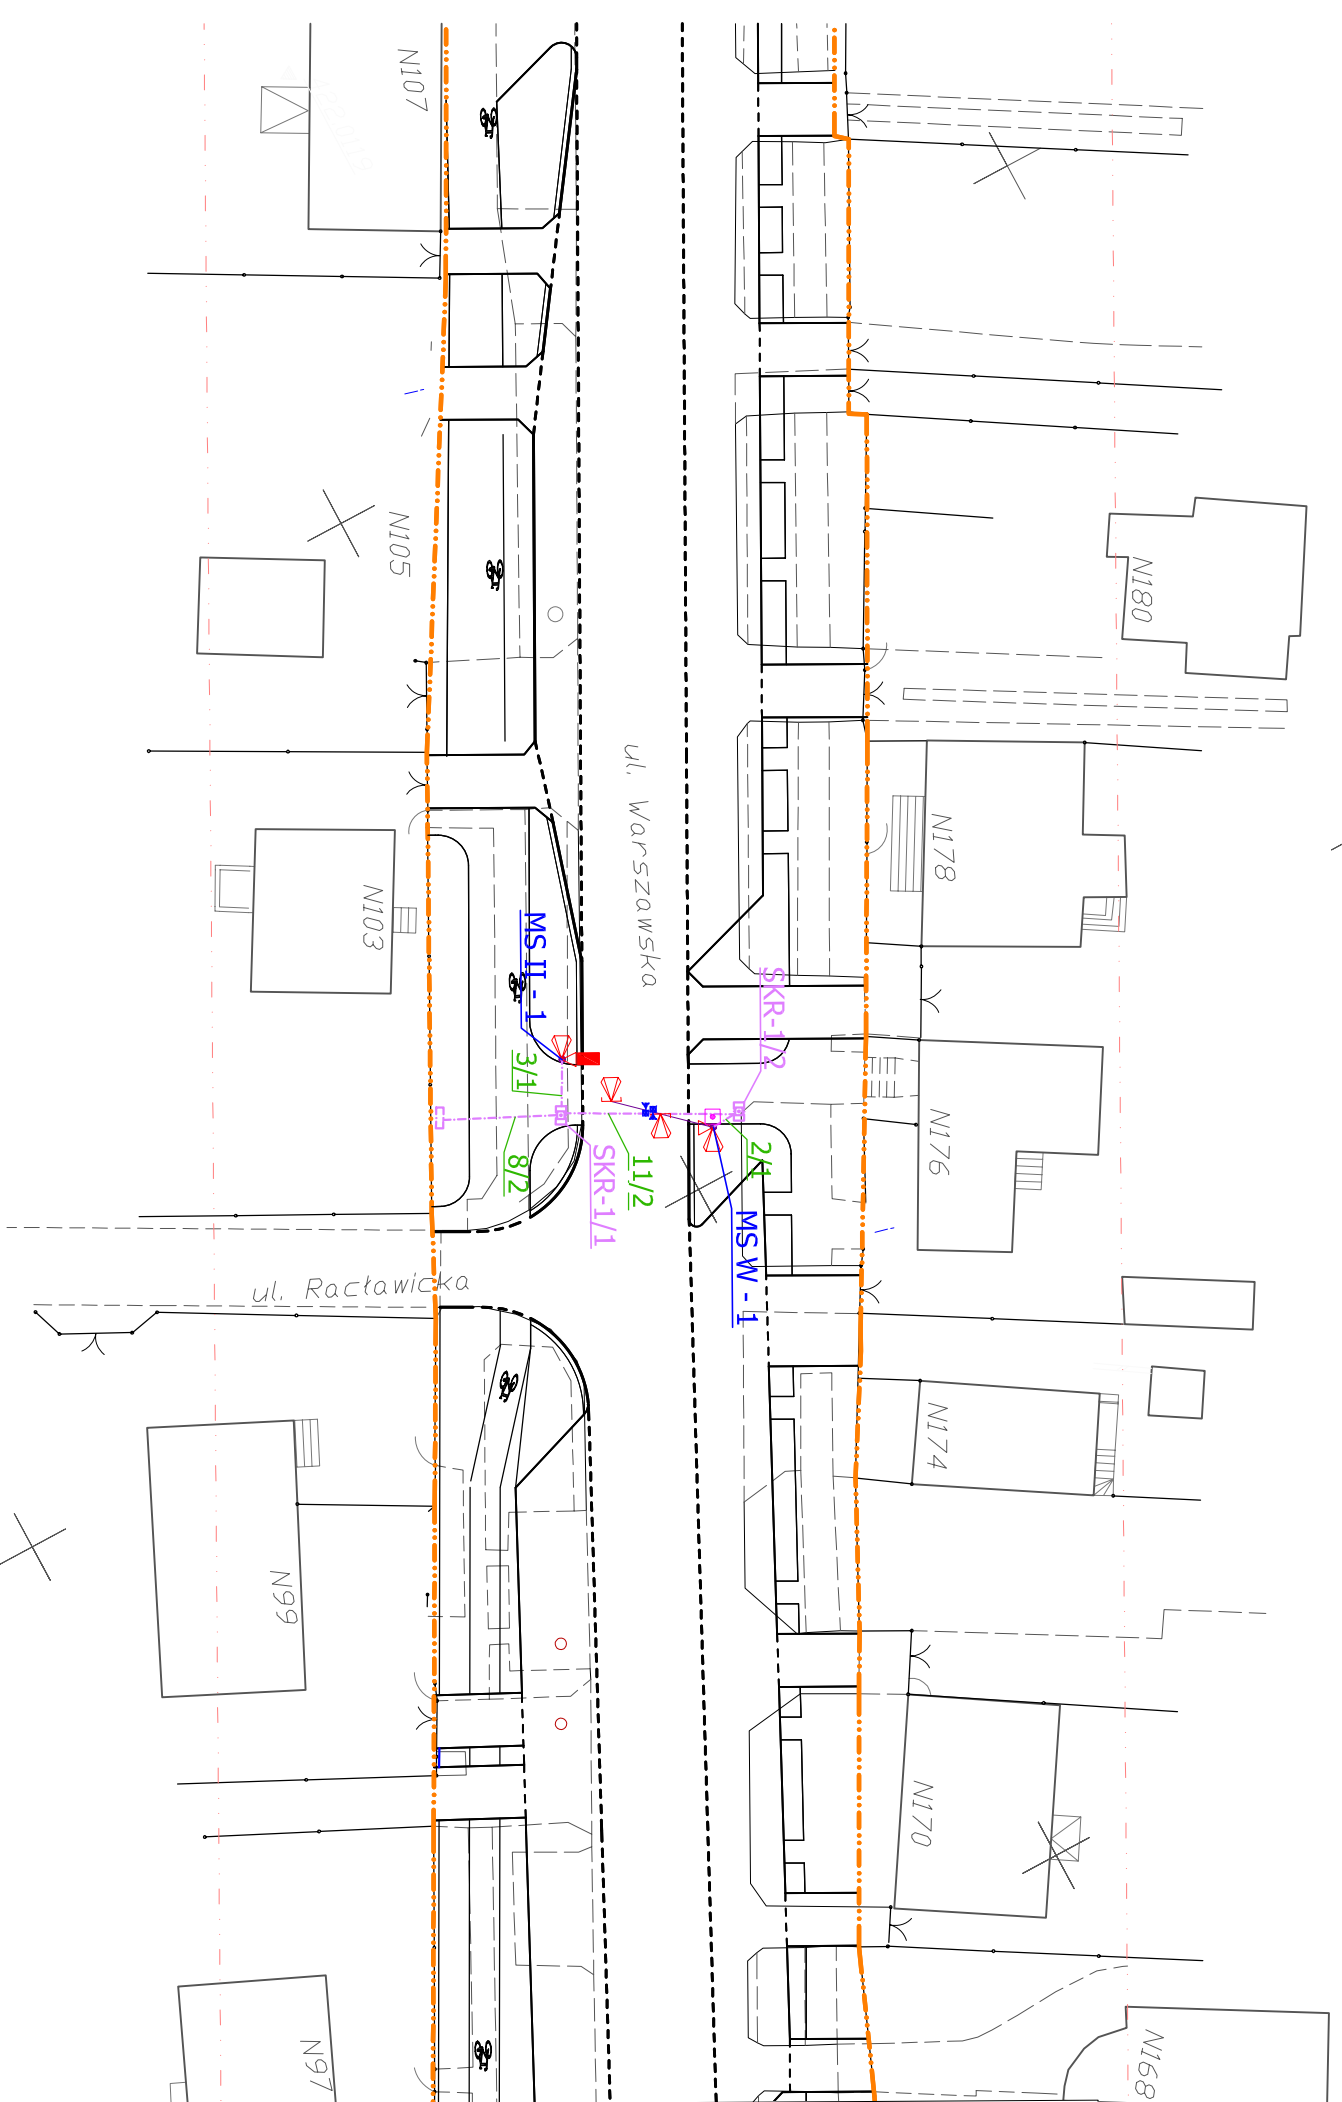 N107
N105
N180
ul. Warszawska
N178
N103
MS II - 1
SKR-1/2
3/1
N176
2/1
11/2
8/2
SKR-1/1
MS W - 1
ul. Racławicka
N174
N99
N170
N97
N168